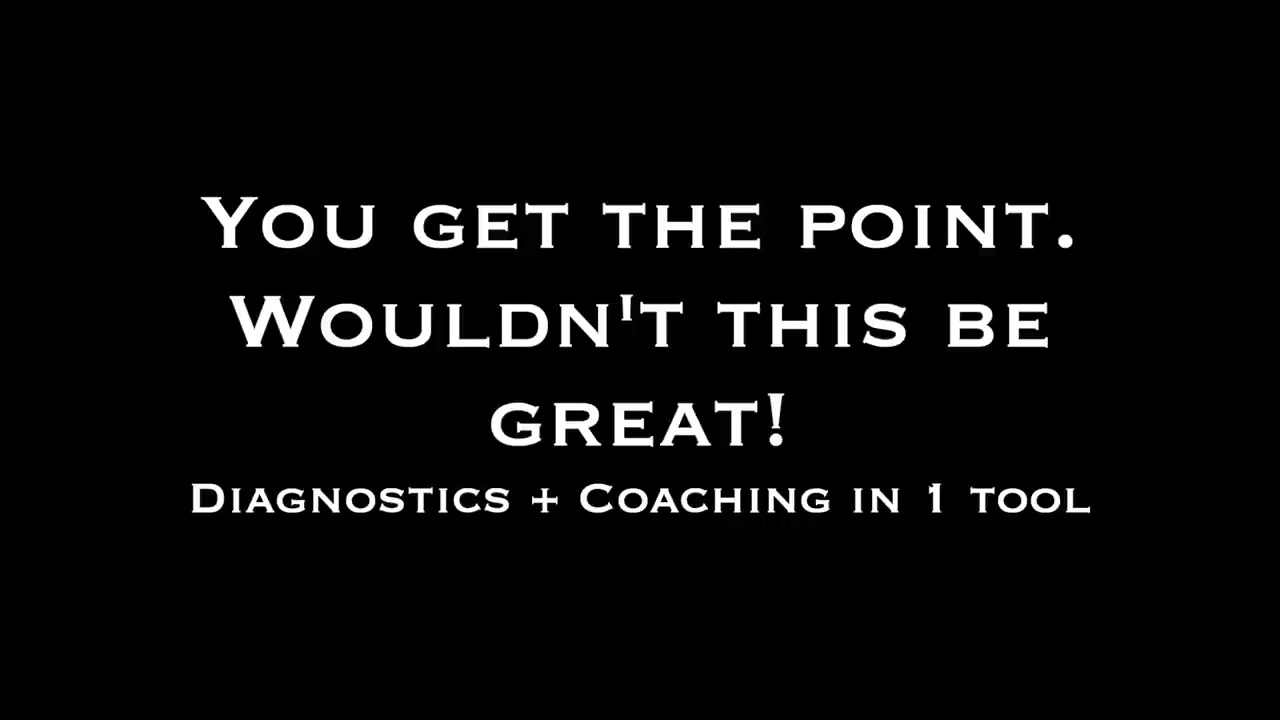 You get the point.
Wouldn't this be
great!
Diagnostics + Coaching in 1 tool